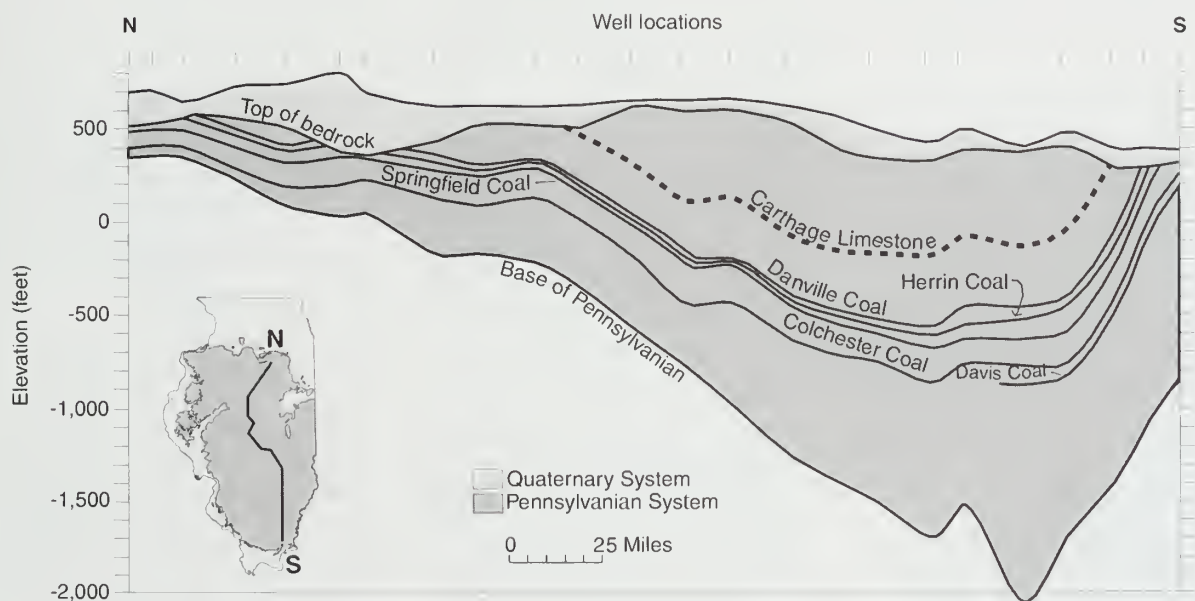 N
Well locations
S
Elevation (feet)
500
0
-500
-1,000
-1,500
-2,000
Top of bedrock
Springfield Coal
Carthage Limestone
Herrin Coal
Danville Coal
Colchester Coal
Davis Coal
Base of Pennsylvanian
N
S
Quaternary System
Pennsylvanian System
0 25 Miles